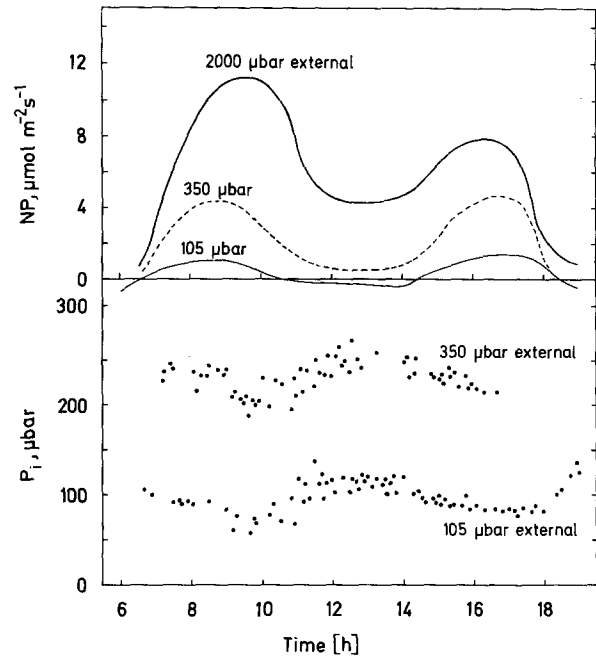 NP, µmol m⁻²s⁻¹
12
8
4
0
2000 µbar external
350 µbar
105 µbar
Pi, µbar
300
200
100
0
350 µbar external
105 µbar external
6 8 10 12 14 16 18
Time [h]